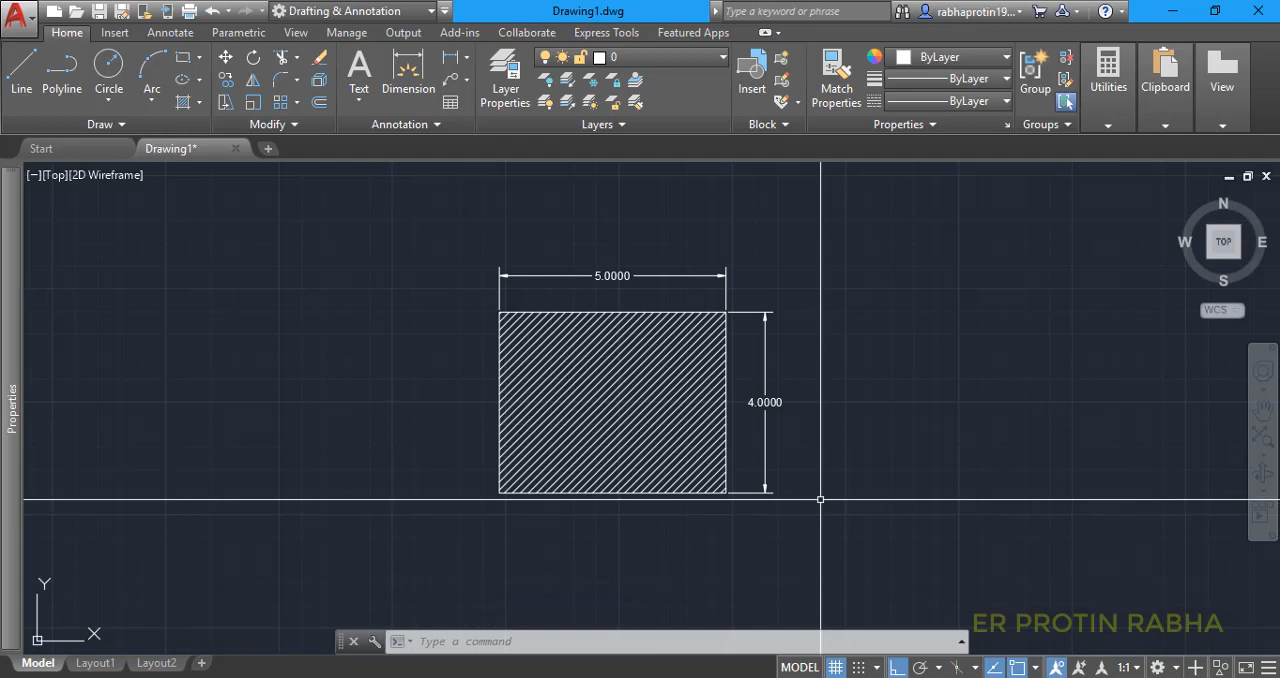 Drafting & Annotation
Drawing1.dwg
Type a keyword or phrase
rabhaprotin19...
Home Insert Annotate Parametric View Manage Output Add-ins Collaborate Express Tools Featured Apps
Line Polyline Circle Arc
Draw
Modify
Text Dimension
Annotation
Layer Properties
0
Layers
Insert
Block
Match Properties
ByLayer
ByLayer
ByLayer
Properties
Group
Groups
Utilities
Clipboard
View
Start Drawing1*
[−][Top][2D Wireframe]
N
W TOP E
S
WCS
5.0000
4.0000
Properties
Y
X
ER PROTIN RABHA
Type a command
Model Layout1 Layout2
MODEL 1:1